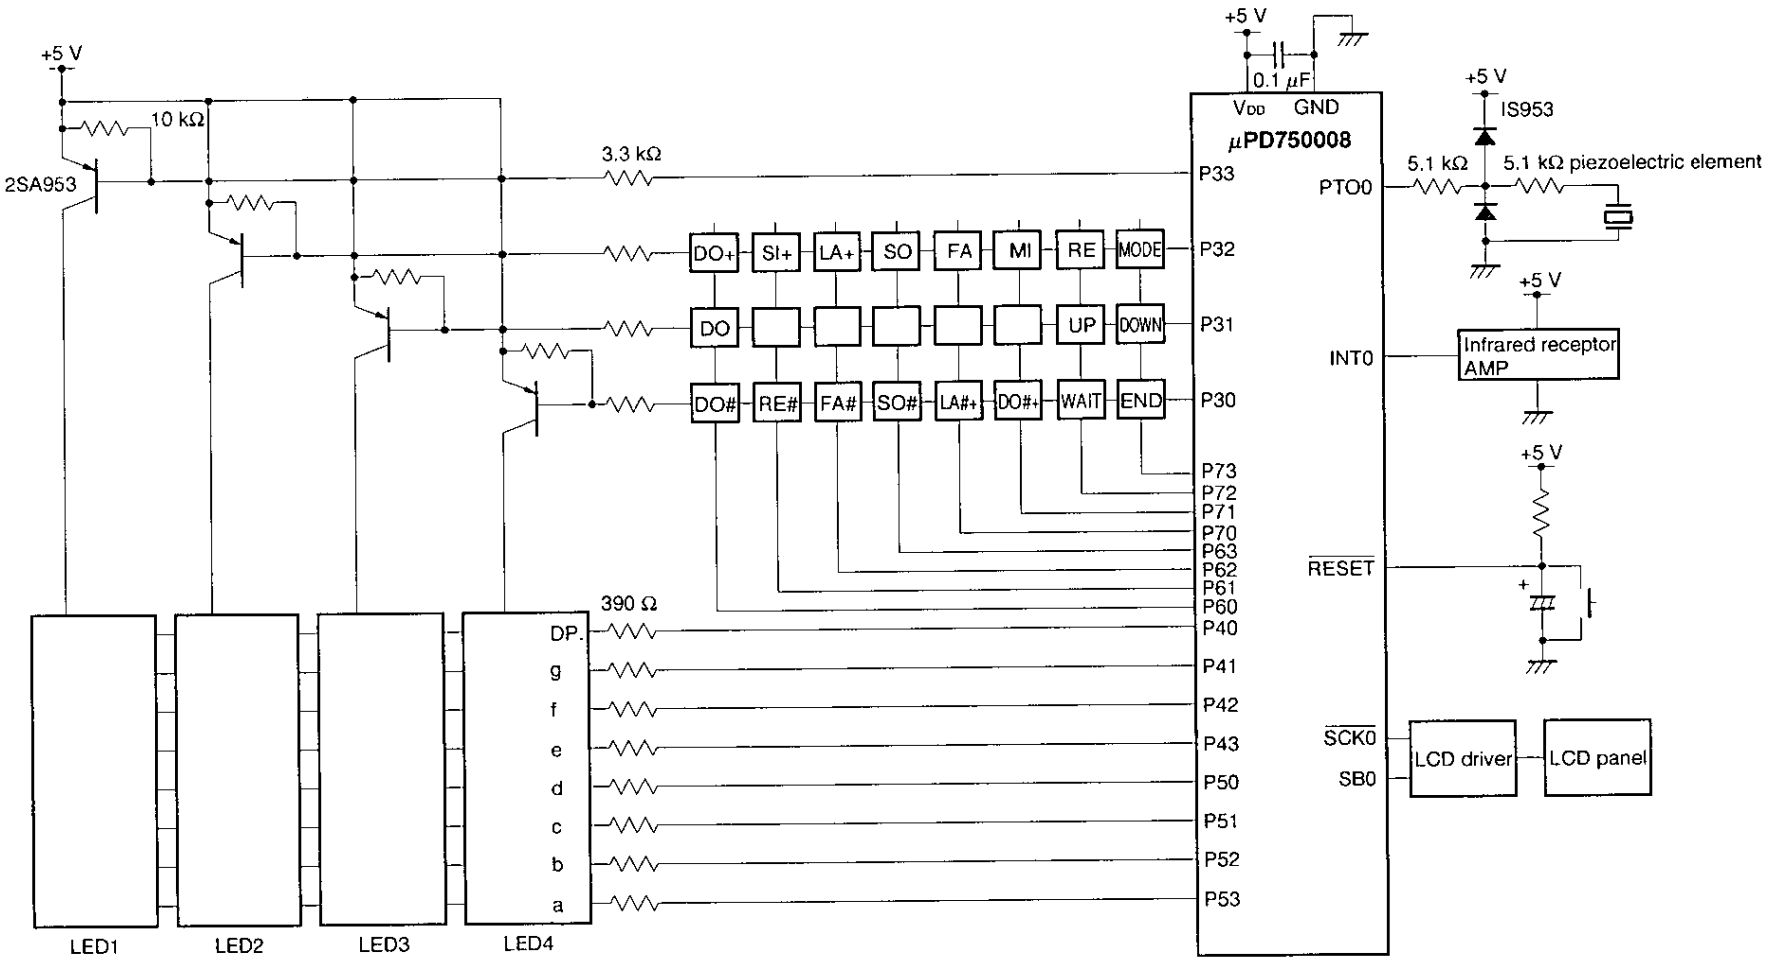 +5 V
10 kΩ
2SA953
3.3 kΩ
+5 V
0.1 µF
VDD GND
µPD750008
P33
PTO0
5.1 kΩ
5.1 kΩ piezoelectric element
+5 V
IS953
DO+ SI+ LA+ SO FA MI RE MODE P32
DO UP DOWN P31
DO# RE# FA# SO# LA#+ DO#+ WAIT END P30
+5 V
INT0
Infrared receptor
AMP
P73
P72
P71
P70
P63
P62
P61
P60
+5 V
RESET
+
390 Ω
DP. P40
g P41
f P42
e P43
d P50
c P51
b P52
a P53
SCK0
SB0
LCD driver
LCD panel
LED1 LED2 LED3 LED4